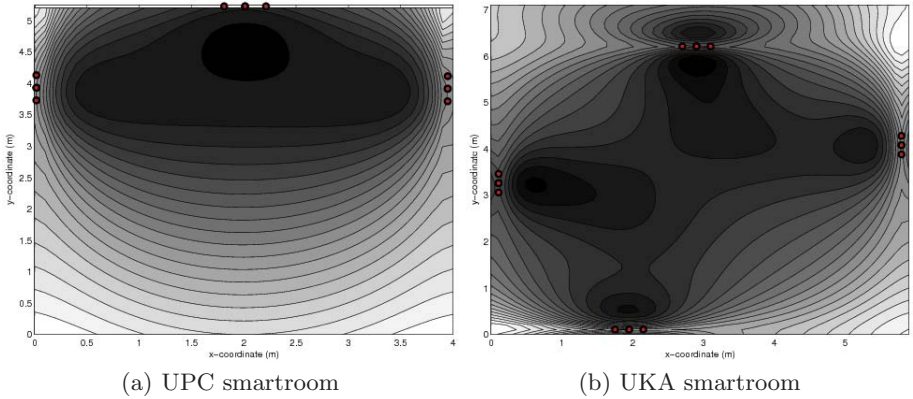 5
4.5
4
3.5
3
2.5
2
1.5
1
0.5
0
y-coordinate (m)
0 0.5 1 1.5 2 2.5 3 3.5 4
x-coordinate (m)
(a) UPC smartroom
7
6
5
4
3
2
1
0
y-coordinate (m)
0 1 2 3 4 5
x-coordinate (m)
(b) UKA smartroom